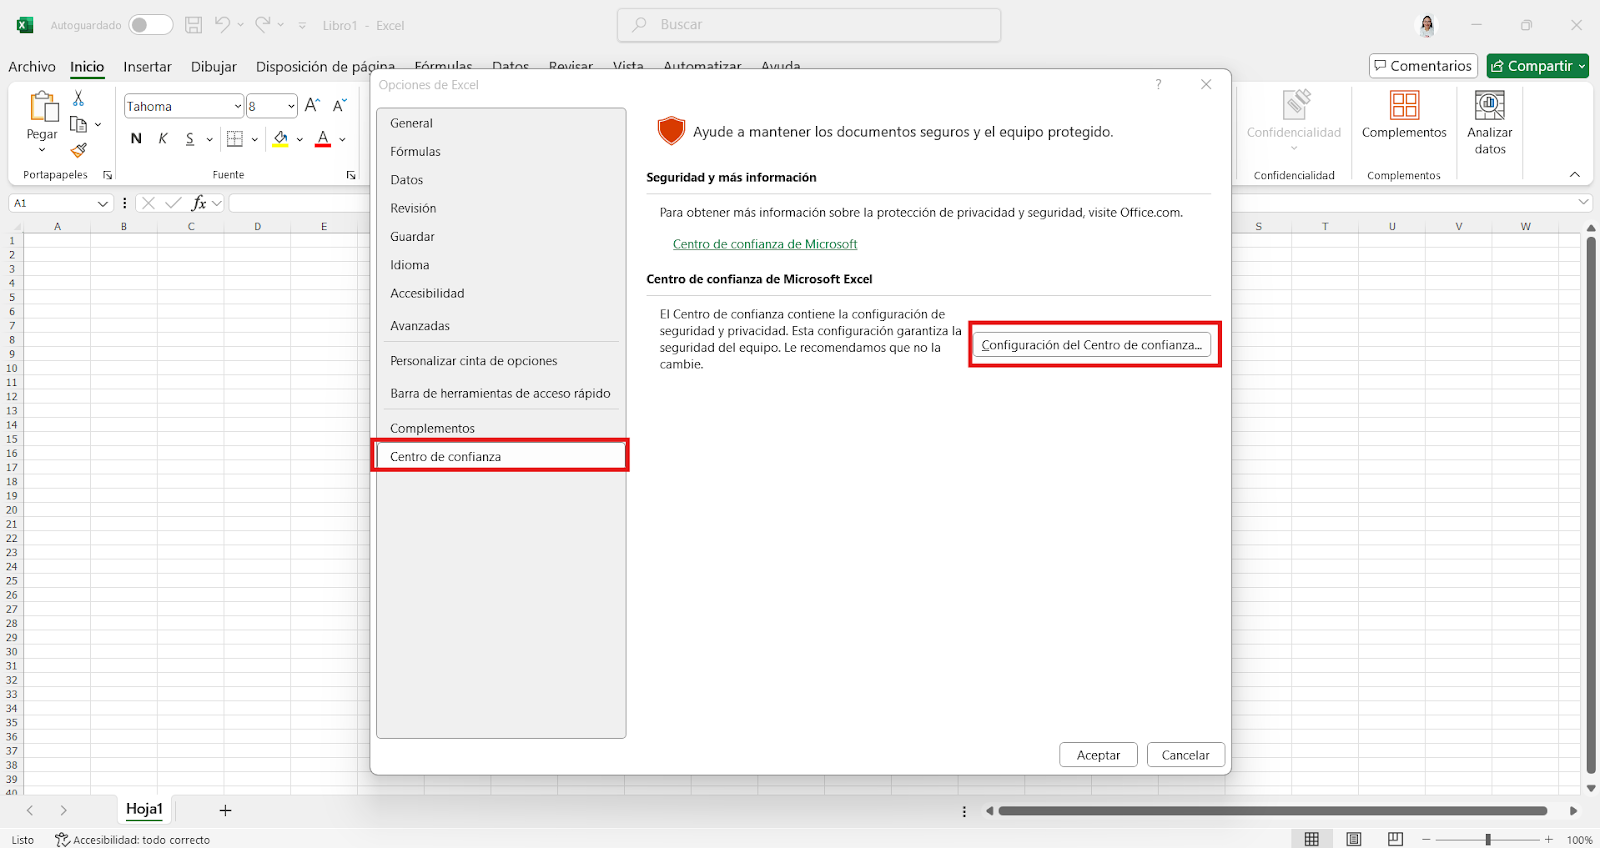 Autoguardado
Libro1 - Excel
Buscar
Archivo Inicio Insertar Dibujar Disposición de página Fórmulas Datos Revisar Vista Automatizar Ayuda
Comentarios Compartir
Opciones de Excel ?
Pegar
Tahoma 8 A A
N K S A
Portapapeles Fuente
Confidencialidad
Confidencialidad
Complementos
Complementos
Analizar
datos
A1 fx
A B C D E S T U V W
1
2
3
4
5
6
7
8
9
10
11
12
13
14
15
16
17
18
19
20
21
22
23
24
25
26
27
28
29
30
31
32
33
34
35
36
37
38
39
40
General
Fórmulas
Datos
Revisión
Guardar
Idioma
Accesibilidad
Avanzadas
Personalizar cinta de opciones
Barra de herramientas de acceso rápido
Complementos
Centro de confianza
Ayude a mantener los documentos seguros y el equipo protegido.
Seguridad y más información
Para obtener más información sobre la protección de privacidad y seguridad, visite Office.com.
Centro de confianza de Microsoft
Centro de confianza de Microsoft Excel
El Centro de confianza contiene la configuración de
seguridad y privacidad. Esta configuración garantiza la
seguridad del equipo. Le recomendamos que no la
cambie.
Configuración del Centro de confianza...
Aceptar Cancelar
Hoja1
Listo Accesibilidad: todo correcto
100%